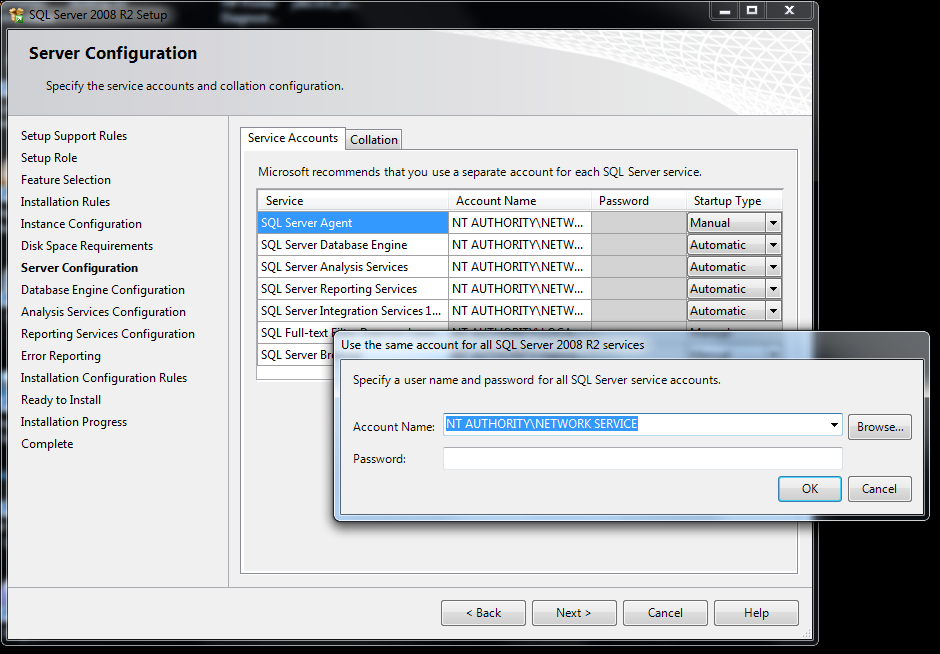 SQL Server 2008 R2 Setup
Server Configuration
Specify the service accounts and collation configuration.
Setup Support Rules
Setup Role
Feature Selection
Installation Rules
Instance Configuration
Disk Space Requirements
Server Configuration
Database Engine Configuration
Analysis Services Configuration
Reporting Services Configuration
Error Reporting
Installation Configuration Rules
Ready to Install
Installation Progress
Complete
Service Accounts Collation
Microsoft recommends that you use a separate account for each SQL Server service.
Service Account Name Password Startup Type
SQL Server Agent NT AUTHORITY\NETW... Manual
SQL Server Database Engine NT AUTHORITY\NETW... Automatic
SQL Server Analysis Services NT AUTHORITY\NETW... Automatic
SQL Server Reporting Services NT AUTHORITY\NETW... Automatic
SQL Server Integration Services 1... NT AUTHORITY\NETW... Automatic
SQL Full-text
SQL Server
Use the same account for all SQL Server 2008 R2 services
Specify a user name and password for all SQL Server service accounts.
Account Name: NT AUTHORITY\NETWORK SERVICE Browse...
Password:
OK Cancel
< Back Next > Cancel Help